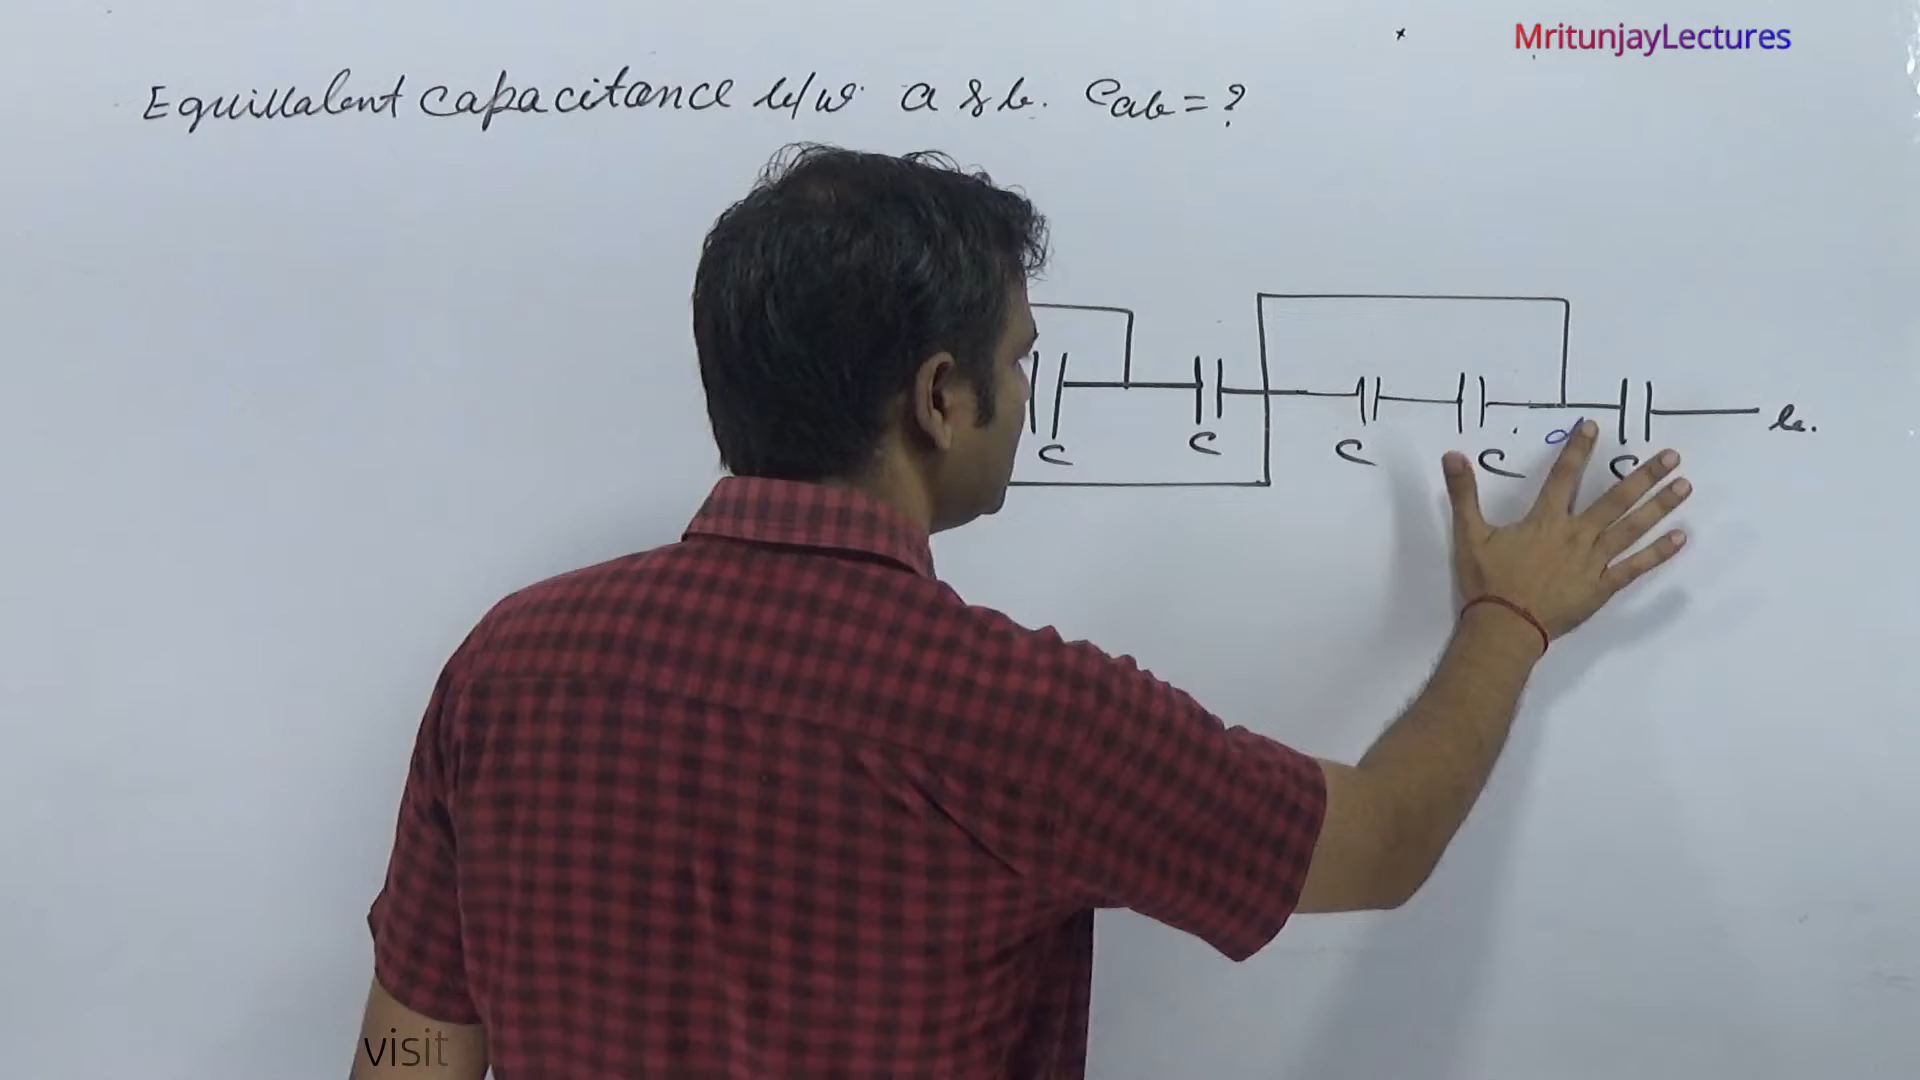 MritunjayLectures
Equillalent capacitance b/w a & b. Cab = ?
C C C C C b.
d
visit